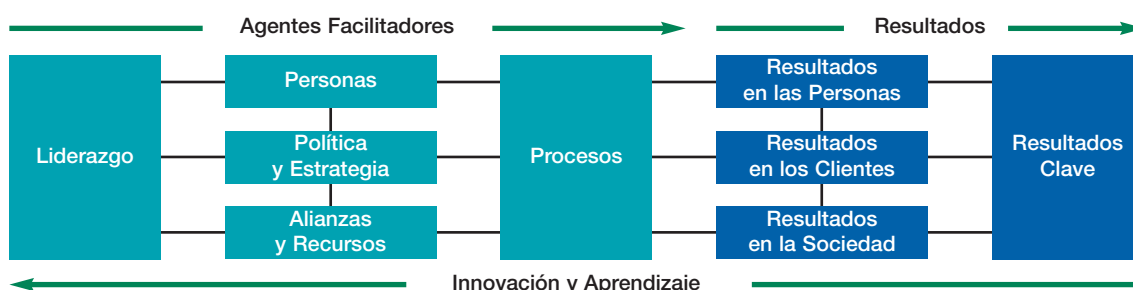 Agentes Facilitadores
Resultados
Liderazgo
Personas
Política
y Estrategia
Alianzas
y Recursos
Procesos
Resultados
en las Personas
Resultados
en los Clientes
Resultados
en la Sociedad
Resultados
Clave
Innovación y Aprendizaje